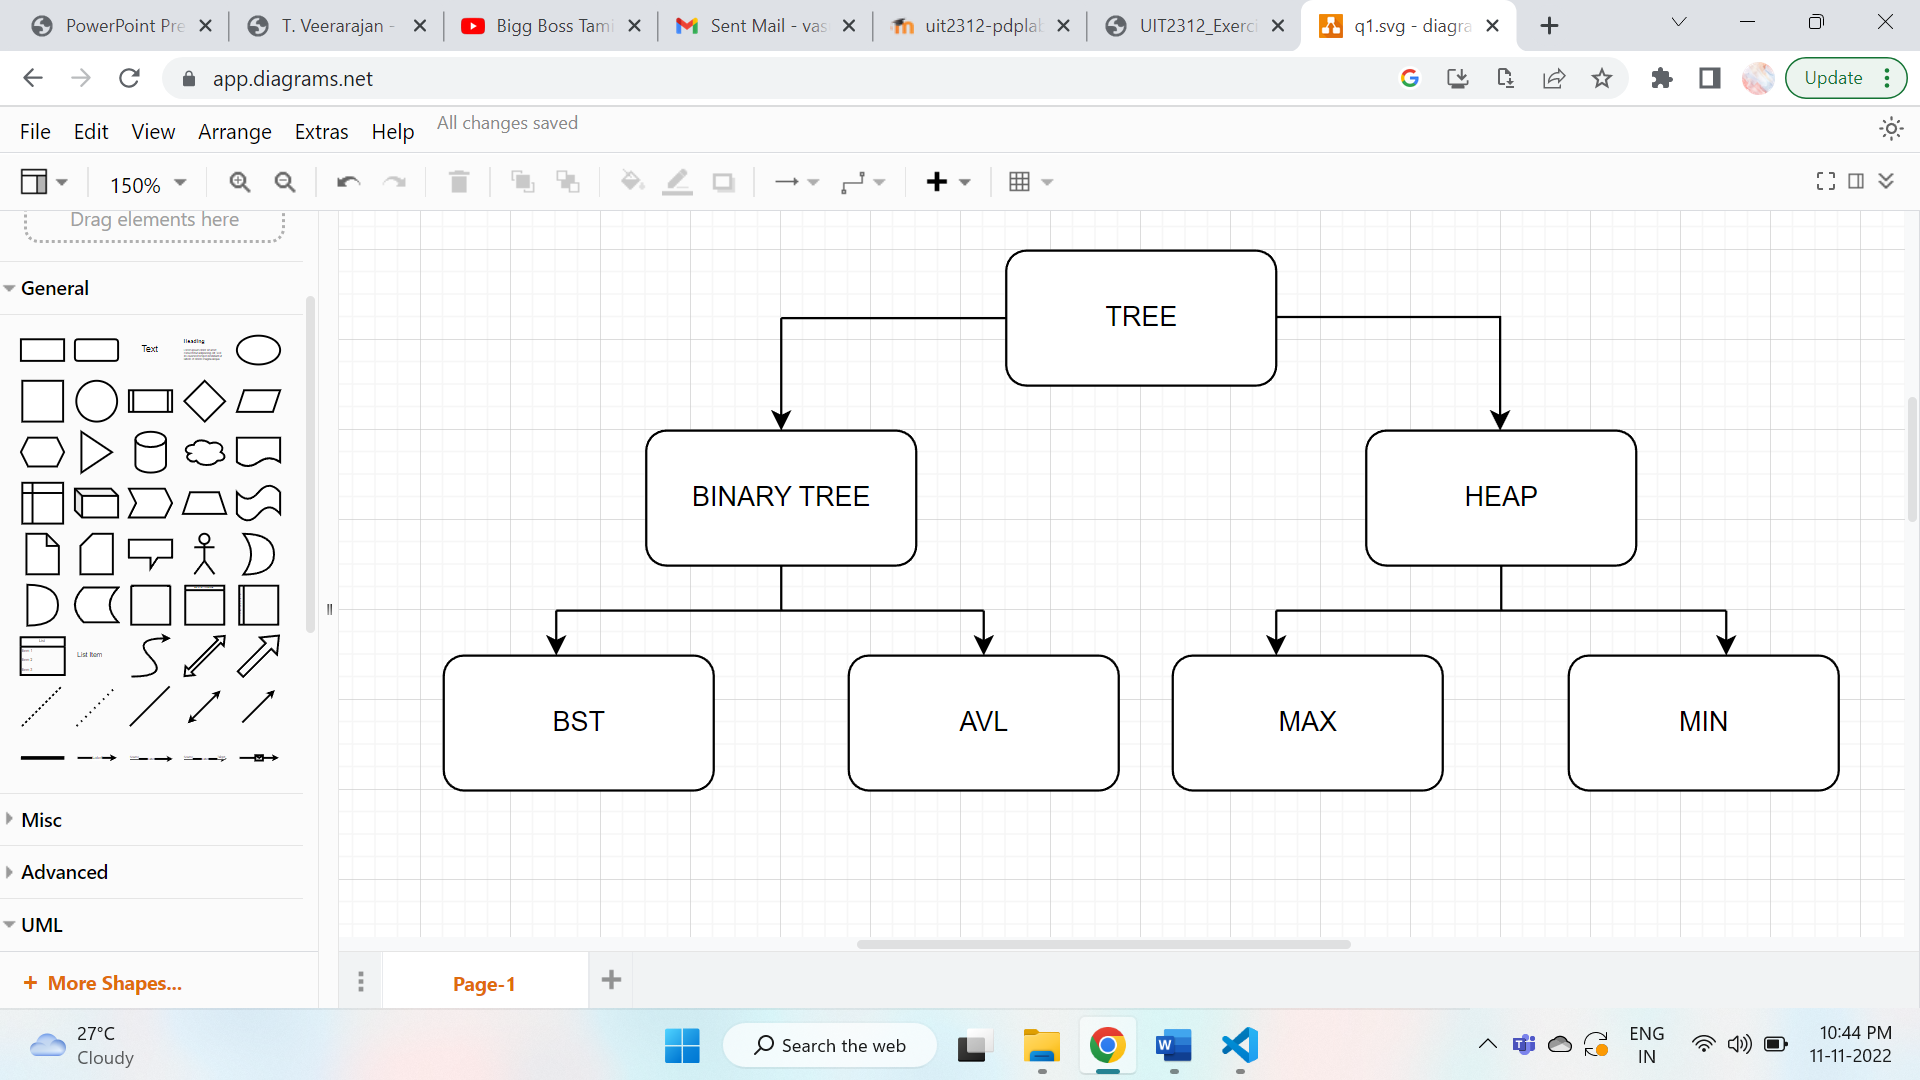 PowerPoint Pre
T. Veerarajan -
Bigg Boss Tami
Sent Mail - vas
uit2312-pdplab
UIT2312_Exerci
q1.svg - diagra
app.diagrams.net
Update
File Edit View Arrange Extras Help All changes saved
150%
Drag elements here
General
Text
Heading
List Item
Misc
Advanced
UML
+ More Shapes...
TREE
BINARY TREE
HEAP
BST
AVL
MAX
MIN
Page-1
27°C
Cloudy
Search the web
ENG
IN
10:44 PM
11-11-2022